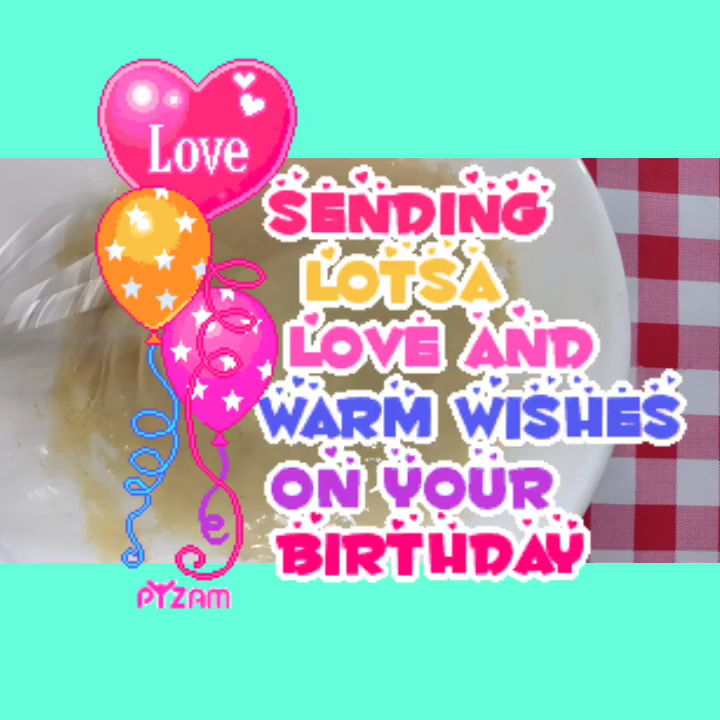 Love
SENDING
LOTSA
LOVE AND
WARM WISHES
ON YOUR
BIRTHDAY
PYZAM